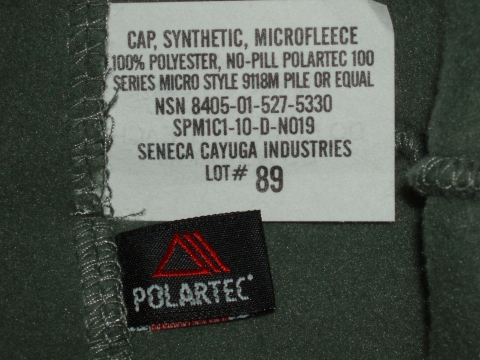 CAP, SYNTHETIC, MICROFLEECE
100% POLYESTER, NO-PILL POLARTEC 100
SERIES MICRO STYLE 9118M PILE OR EQUAL
NSN 8405-01-527-5330
SPM1C1-10-D-N019
SENECA CAYUGA INDUSTRIES
LOT# 89
POLARTEC®